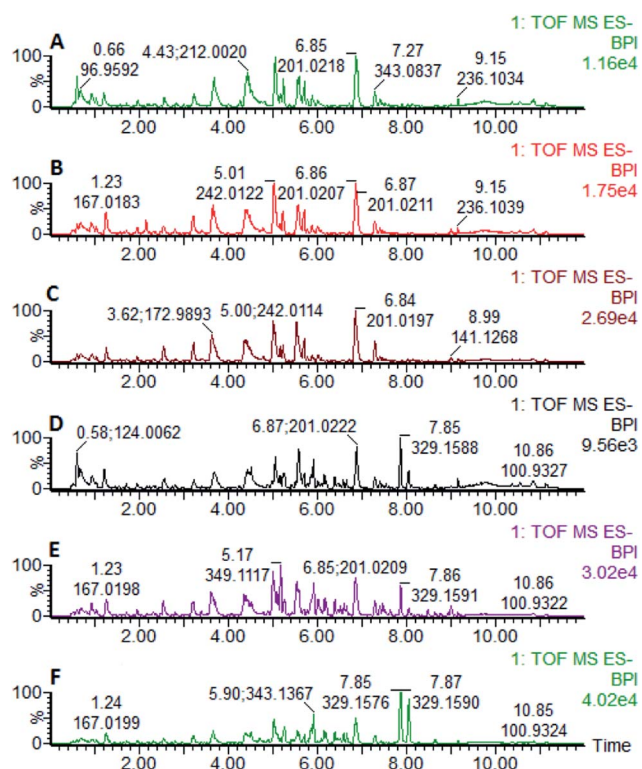 1: TOF MS ES-
BPI
1.16e4
A
0.66
96.9592
4.43;212.0020
6.85
201.0218
7.27
343.0837
9.15
236.1034
100
%
0
2.00 4.00 6.00 8.00 10.00
1: TOF MS ES-
BPI
1.75e4
B
1.23
167.0183
5.01
242.0122
6.86
201.0207
6.87
201.0211
9.15
236.1039
100
%
0
2.00 4.00 6.00 8.00 10.00
1: TOF MS ES-
BPI
2.69e4
C
3.62;172.9893
5.00;242.0114
6.84
201.0197
8.99
141.1268
100
%
0
2.00 4.00 6.00 8.00 10.00
1: TOF MS ES-
BPI
9.56e3
D
0.58;124.0062
6.87;201.0222
7.85
329.1588
10.86
100.9327
100
%
0
2.00 4.00 6.00 8.00 10.00
1: TOF MS ES-
BPI
3.02e4
E
1.23
167.0198
5.17
349.1117
6.85;201.0209
7.86
329.1591
10.86
100.9322
100
%
0
2.00 4.00 6.00 8.00 10.00
1: TOF MS ES-
BPI
4.02e4
F
1.24
167.0199
5.90;343.1367
7.85
329.1576
7.87
329.1590
10.85
100.9324
100
%
0
Time
2.00 4.00 6.00 8.00 10.00